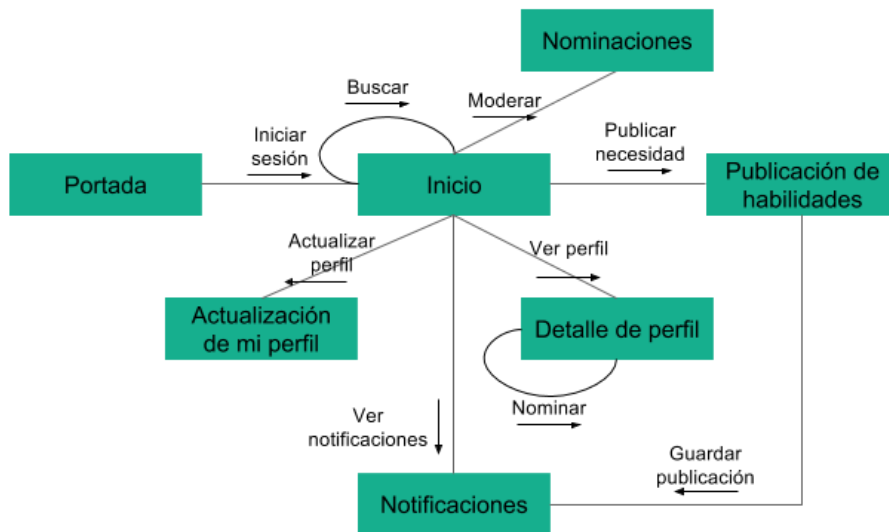 Nominaciones
Buscar
Moderar
Iniciar
sesión
Publicar
necesidad
Portada
Inicio
Publicación de
habilidades
Actualizar
perfil
Ver perfil
Actualización
de mi perfil
Detalle de perfil
Nominar
Ver
notificaciones
Guardar
publicación
Notificaciones